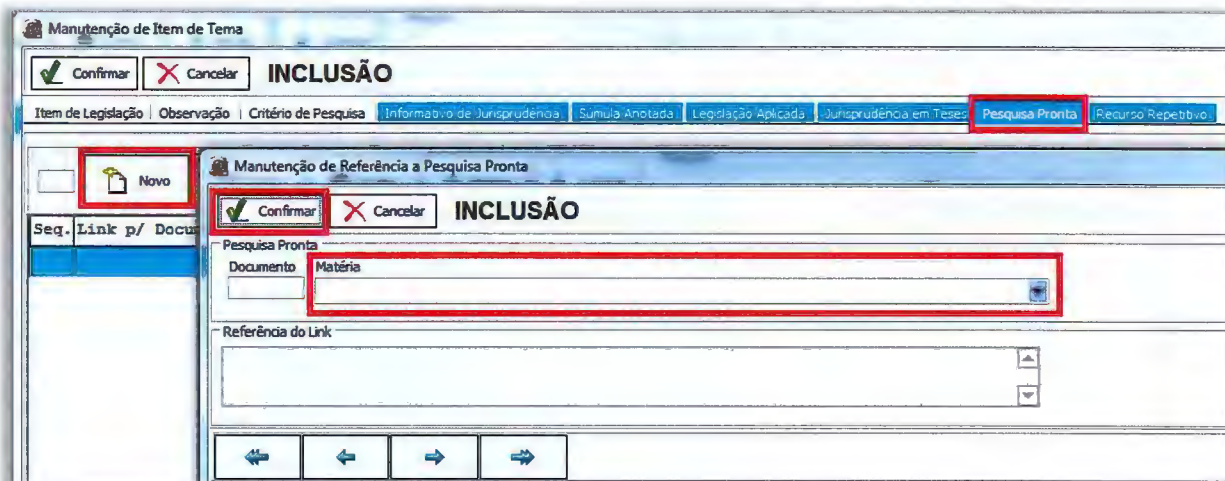 Manutenção de Item de Tema
Confirmar Cancelar INCLUSÃO
Item de Legislação Observação Critério de Pesquisa Informativo de Jurisprudência Súmula Anotada Legislação Aplicada Jurisprudência em Teses Pesquisa Pronta Recurso Repetitivo
Novo
Manutenção de Referência a Pesquisa Pronta
Confirmar Cancelar INCLUSÃO
Seq. Link p/ Docu
Pesquisa Pronta
Documento Matéria
Referência do Link